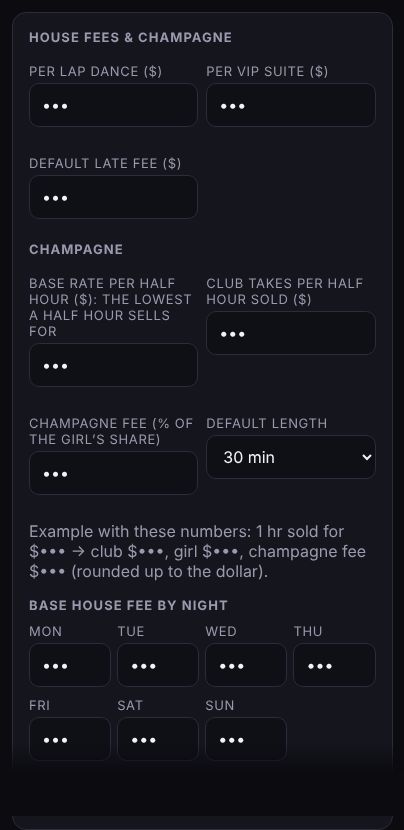 HOUSE FEES & CHAMPAGNE
PER LAP DANCE ($)
PER VIP SUITE ($)
•••
•••
DEFAULT LATE FEE ($)
•••
CHAMPAGNE
BASE RATE PER HALF
HOUR ($): THE LOWEST
A HALF HOUR SELLS
FOR
•••
CLUB TAKES PER HALF
HOUR SOLD ($)
•••
CHAMPAGNE FEE (% OF
THE GIRL'S SHARE)
•••
DEFAULT LENGTH
30 min
Example with these numbers: 1 hr sold for
$••• → club $•••, girl $•••, champagne fee
$••• (rounded up to the dollar).
BASE HOUSE FEE BY NIGHT
MON
TUE
WED
THU
•••
•••
•••
•••
FRI
SAT
SUN
•••
•••
•••